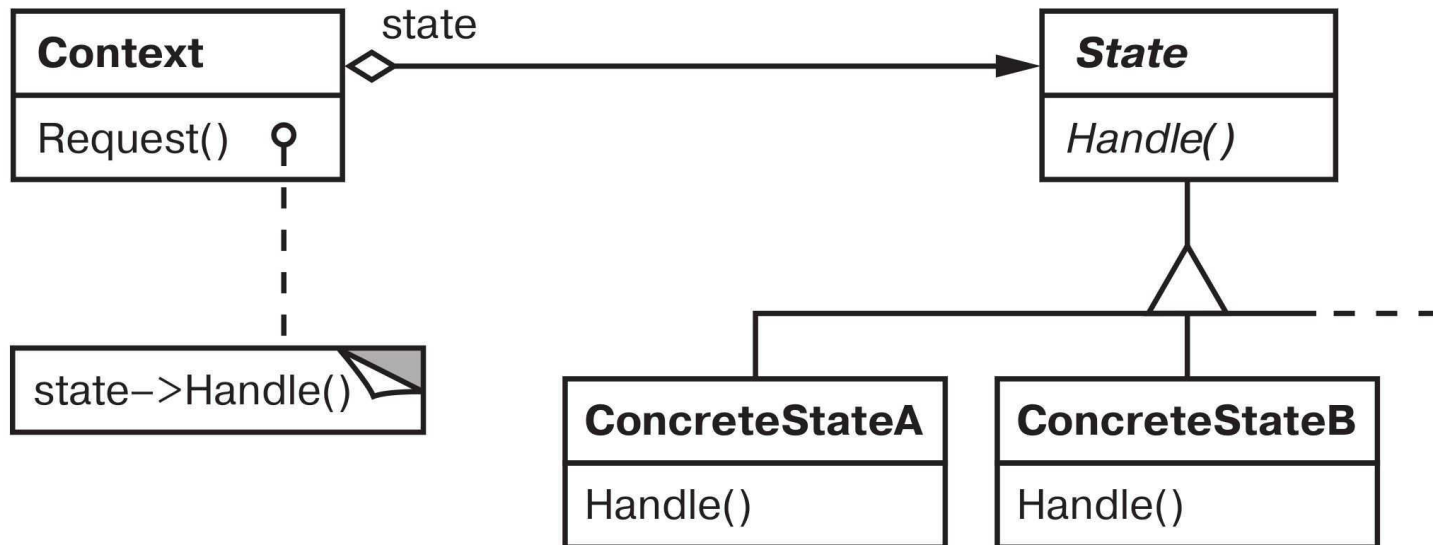 Context
Request()
state
State
Handle()
state–>Handle()
ConcreteStateA
Handle()
ConcreteStateB
Handle()